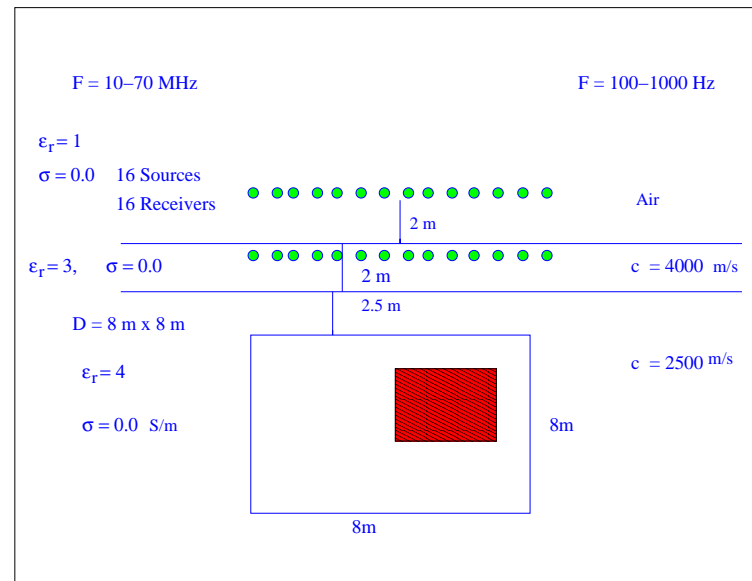 F = 10–70 MHz
F = 100–1000 Hz
εr = 1
σ = 0.0
16 Sources
16 Receivers
Air
2 m
εr = 3, σ = 0.0
2 m
c = 4000 m/s
2.5 m
D = 8 m x 8 m
c = 2500 m/s
εr = 4
σ = 0.0 S/m
8m
8m